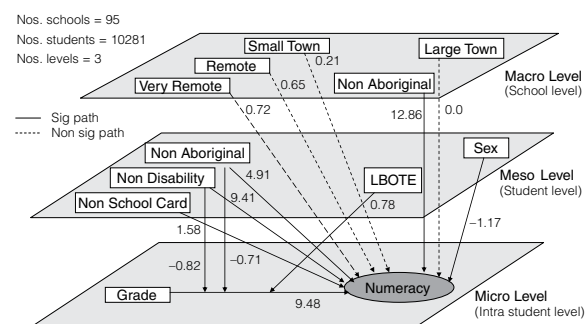 Nos. schools = 95
Nos. students = 10281
Nos. levels = 3
Small Town
Large Town
0.21
Remote
0.65
Very Remote
Non Aboriginal
Macro Level
(School level)
0.72
12.86
0.0
Sig path
Non sig path
Non Aboriginal
Sex
4.91
Non Disability
LBOTE
Meso Level
(Student level)
9.41
Non School Card
0.78
1.58
–1.17
–0.82
–0.71
Grade
Numeracy
9.48
Micro Level
(Intra student level)